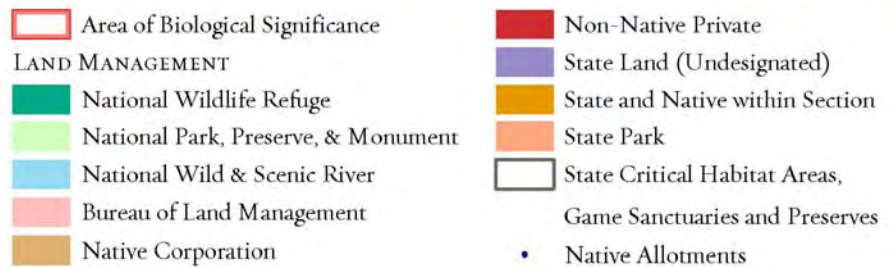 Area of Biological Significance
LAND MANAGEMENT
National Wildlife Refuge
National Park, Preserve, & Monument
National Wild & Scenic River
Bureau of Land Management
Native Corporation
Non-Native Private
State Land (Undesignated)
State and Native within Section
State Park
State Critical Habitat Areas,
Game Sanctuaries and Preserves
Native Allotments